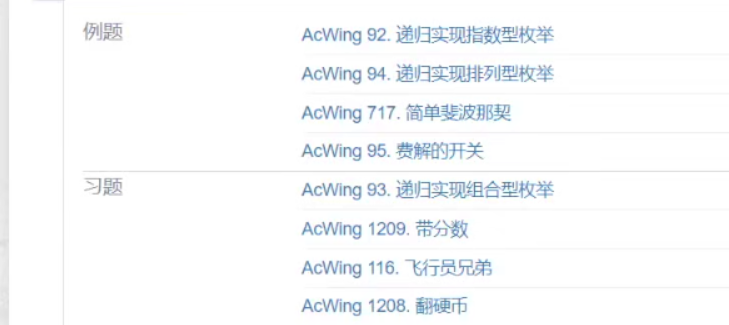 例题
AcWing 92. 递归实现指数型枚举
AcWing 94. 递归实现排列型枚举
AcWing 717. 简单斐波那契
AcWing 95. 费解的开关
习题
AcWing 93. 递归实现组合型枚举
AcWing 1209. 带分数
AcWing 116. 飞行员兄弟
AcWing 1208. 翻硬币